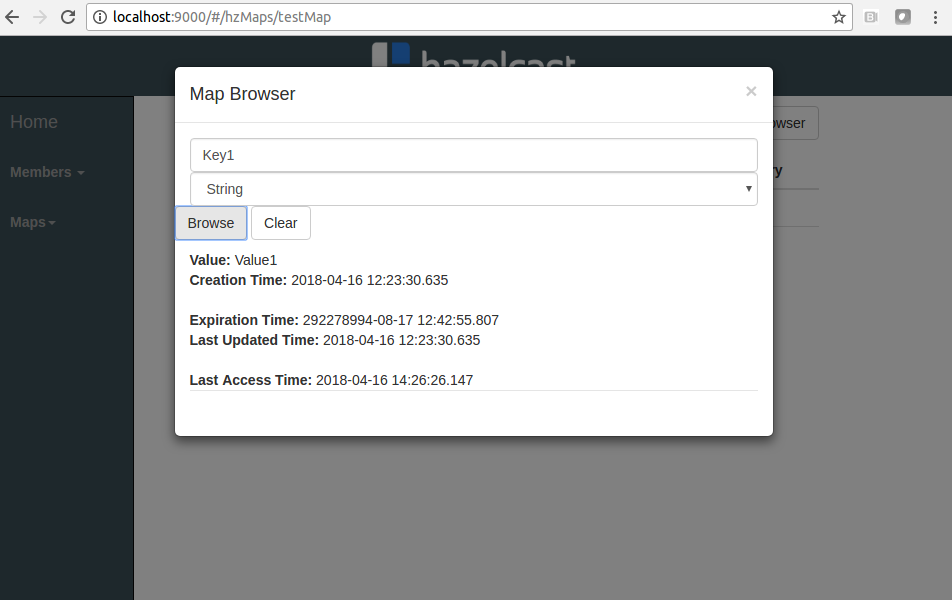 localhost:9000/#/hzMaps/testMap
hazelcast
Map Browser ×
Home
Key1
Members
String
Maps
Browse Clear
Value: Value1
Creation Time: 2018-04-16 12:23:30.635
Expiration Time: 292278994-08-17 12:42:55.807
Last Updated Time: 2018-04-16 12:23:30.635
Last Access Time: 2018-04-16 14:26:26.147